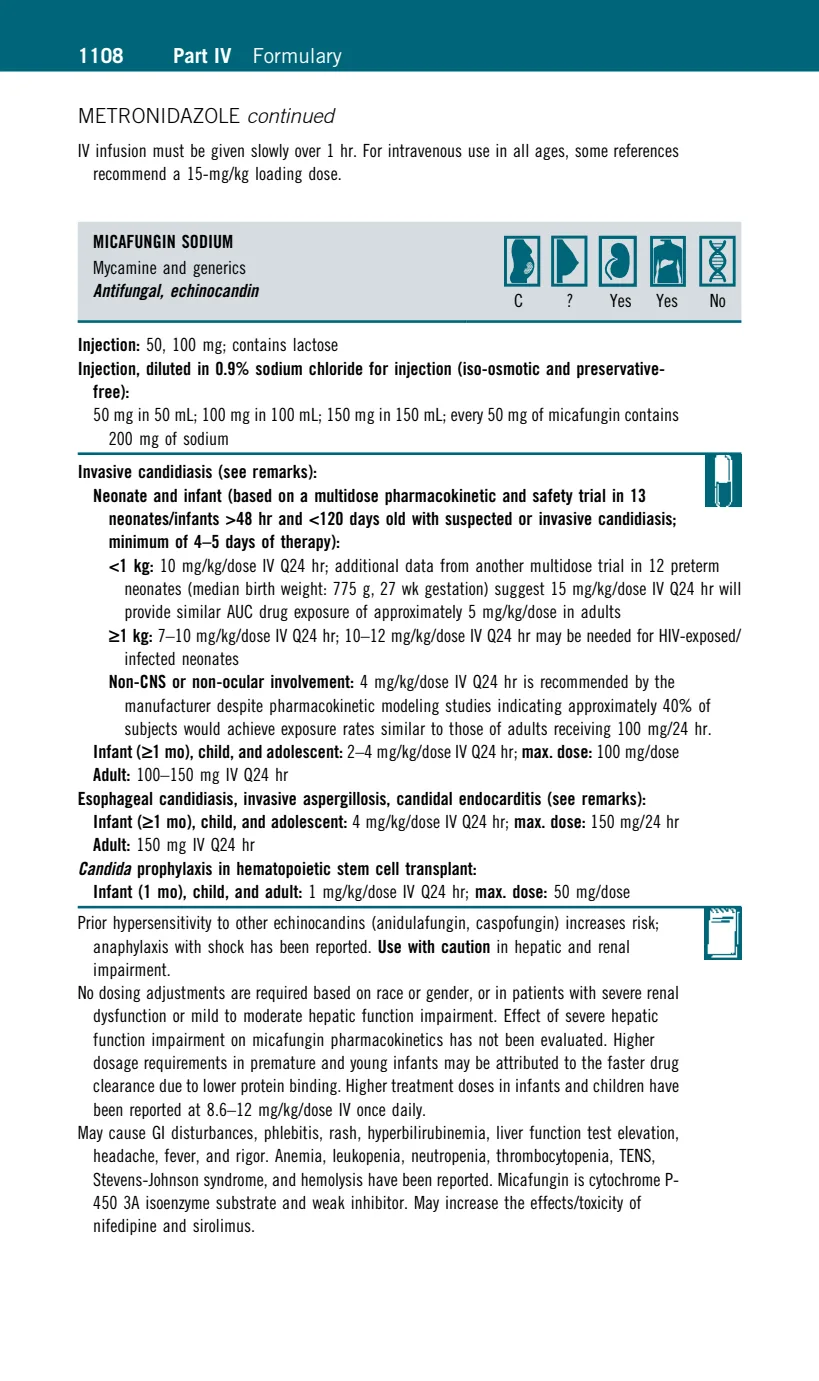 1108 Part IV Formulary
METRONIDAZOLE continued
IV infusion must be given slowly over 1 hr. For intravenous use in all ages, some references
recommend a 15-mg/kg loading dose.
MICAFUNGIN SODIUM
Mycamine and generics
Antifungal, echinocandin
C ? Yes Yes No
Injection: 50, 100 mg; contains lactose
Injection, diluted in 0.9% sodium chloride for injection (iso-osmotic and preservative-
free):
50 mg in 50 mL; 100 mg in 100 mL; 150 mg in 150 mL; every 50 mg of micafungin contains
200 mg of sodium
Invasive candidiasis (see remarks):
Neonate and infant (based on a multidose pharmacokinetic and safety trial in 13
neonates/infants >48 hr and <120 days old with suspected or invasive candidiasis;
minimum of 4–5 days of therapy):
<1 kg: 10 mg/kg/dose IV Q24 hr; additional data from another multidose trial in 12 preterm
neonates (median birth weight: 775 g, 27 wk gestation) suggest 15 mg/kg/dose IV Q24 hr will
provide similar AUC drug exposure of approximately 5 mg/kg/dose in adults
≥1 kg: 7–10 mg/kg/dose IV Q24 hr; 10–12 mg/kg/dose IV Q24 hr may be needed for HIV-exposed/
infected neonates
Non-CNS or non-ocular involvement: 4 mg/kg/dose IV Q24 hr is recommended by the
manufacturer despite pharmacokinetic modeling studies indicating approximately 40% of
subjects would achieve exposure rates similar to those of adults receiving 100 mg/24 hr.
Infant (≥1 mo), child, and adolescent: 2–4 mg/kg/dose IV Q24 hr; max. dose: 100 mg/dose
Adult: 100–150 mg IV Q24 hr
Esophageal candidiasis, invasive aspergillosis, candidal endocarditis (see remarks):
Infant (≥1 mo), child, and adolescent: 4 mg/kg/dose IV Q24 hr; max. dose: 150 mg/24 hr
Adult: 150 mg IV Q24 hr
Candida prophylaxis in hematopoietic stem cell transplant:
Infant (1 mo), child, and adult: 1 mg/kg/dose IV Q24 hr; max. dose: 50 mg/dose
Prior hypersensitivity to other echinocandins (anidulafungin, caspofungin) increases risk;
anaphylaxis with shock has been reported. Use with caution in hepatic and renal
impairment.
No dosing adjustments are required based on race or gender, or in patients with severe renal
dysfunction or mild to moderate hepatic function impairment. Effect of severe hepatic
function impairment on micafungin pharmacokinetics has not been evaluated. Higher
dosage requirements in premature and young infants may be attributed to the faster drug
clearance due to lower protein binding. Higher treatment doses in infants and children have
been reported at 8.6–12 mg/kg/dose IV once daily.
May cause GI disturbances, phlebitis, rash, hyperbilirubinemia, liver function test elevation,
headache, fever, and rigor. Anemia, leukopenia, neutropenia, thrombocytopenia, TENS,
Stevens-Johnson syndrome, and hemolysis have been reported. Micafungin is cytochrome P-
450 3A isoenzyme substrate and weak inhibitor. May increase the effects/toxicity of
nifedipine and sirolimus.